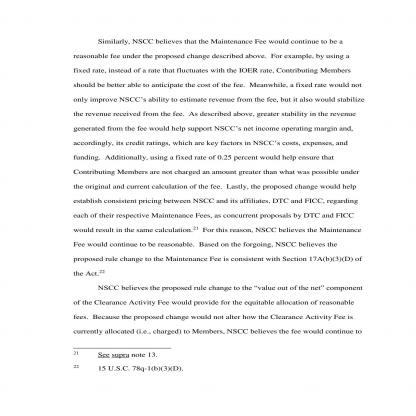 Similarly, NSCC believes that the Maintenance Fee would continue to be a
reasonable fee under the proposed change described above.  For example, by using a
fixed rate, instead of a rate that fluctuates with the IOER rate, Contributing Members
should be better able to anticipate the cost of the fee.  Meanwhile, a fixed rate would not
only improve NSCC's ability to estimate revenue from the fee, but it also would stabilize
the revenue received from the fee.  As described above, greater stability in the revenue
generated from the fee would help support NSCC's net income operating margin and,
accordingly, its credit ratings, which are key factors in NSCC's costs, expenses, and
funding.  Additionally, using a fixed rate of 0.25 percent would help ensure that
Contributing Members are not charged an amount greater than what was possible under
the original and current calculation of the fee.  Lastly, the proposed change would help
establish consistent pricing between NSCC and its affiliates, DTC and FICC, regarding
each of their respective Maintenance Fees, as concurrent proposals by DTC and FICC
would result in the same calculation.21  For this reason, NSCC believes the Maintenance
Fee would continue to be reasonable.  Based on the forgoing, NSCC believes the
proposed rule change to the Maintenance Fee is consistent with Section 17A(b)(3)(D) of
the Act.22
NSCC believes the proposed rule change to the "value out of the net" component
of the Clearance Activity Fee would provide for the equitable allocation of reasonable
fees.  Because the proposed change would not alter how the Clearance Activity Fee is
currently allocated (i.e., charged) to Members, NSCC believes the fee would continue to
21 See supra note 13.
22 15 U.S.C. 78q-1(b)(3)(D).